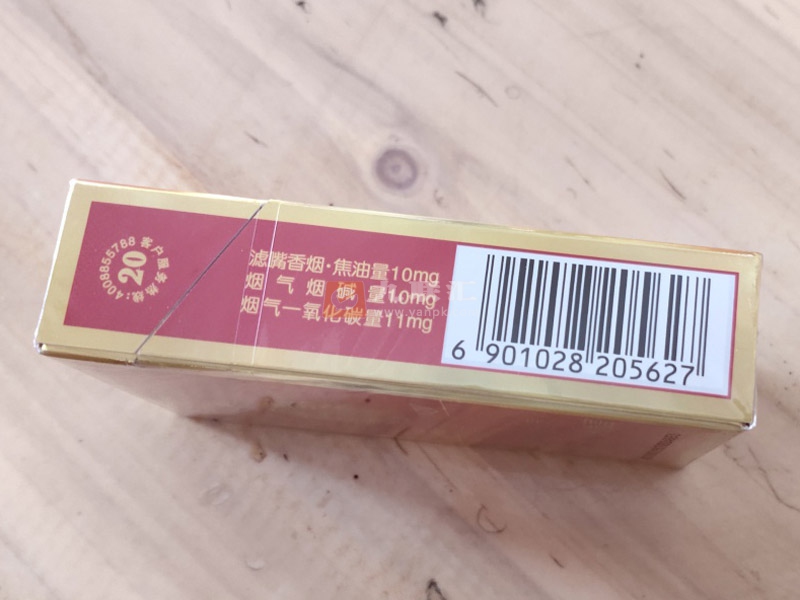 客户服务热线:4008855788
20
滤嘴香烟·焦油量10mg
烟气烟碱量1.0mg
烟气一氧化碳量11mg
6 901028 205627